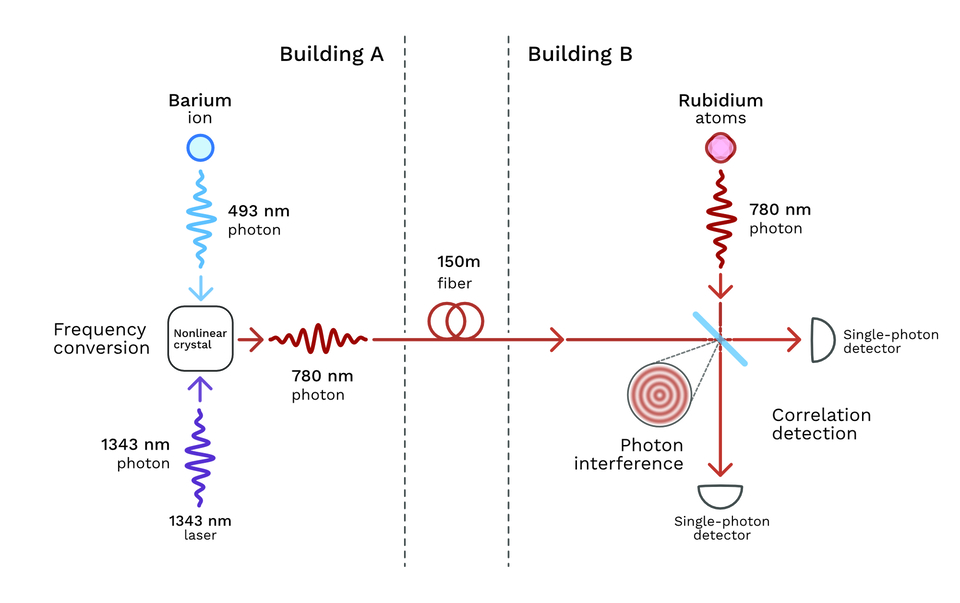 Building A
Building B
Barium
ion
Rubidium
atoms
493 nm
photon
780 nm
photon
150m
fiber
Frequency
conversion
Nonlinear
crystal
Single-photon
detector
780 nm
photon
Correlation
detection
1343 nm
photon
Photon
interference
1343 nm
laser
Single-photon
detector